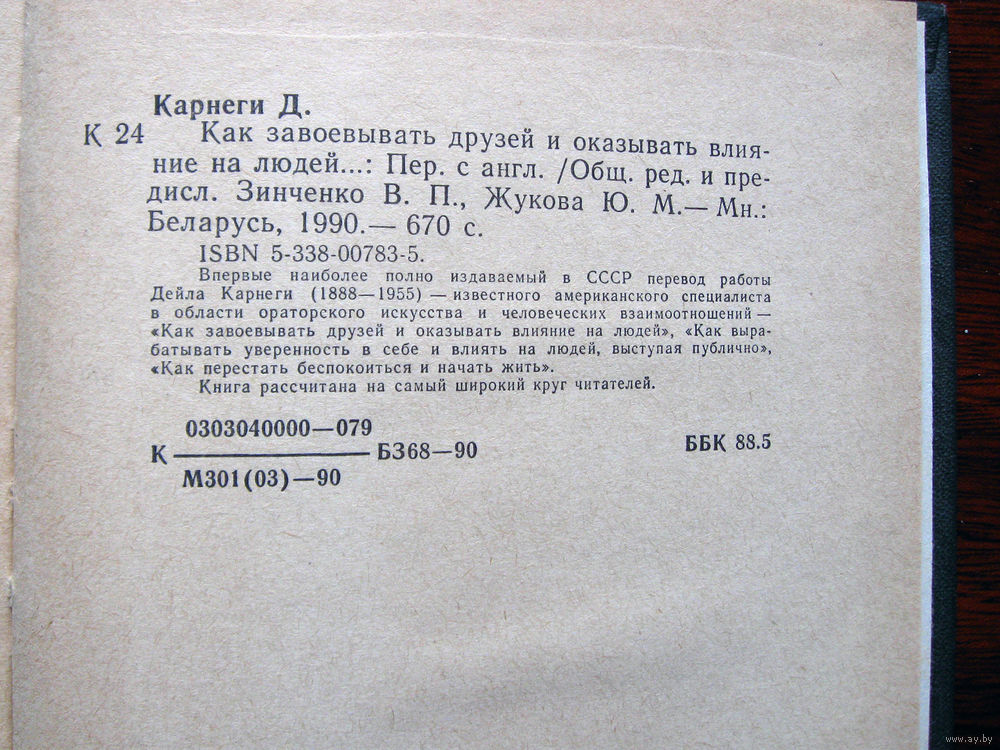 Карнеги Д.
К 24 Как завоевывать друзей и оказывать влия-
ние на людей...: Пер. с англ. /Общ. ред. и пре-
дисл. Зинченко В. П., Жукова Ю. М.— Мн.:
Беларусь, 1990.— 670 с.
ISBN 5-338-00783-5.
Впервые наиболее полно издаваемый в СССР перевод работы
Дейла Карнеги (1888—1955) — известного американского специалиста
в области ораторского искусства и человеческих взаимоотношений —
«Как завоевывать друзей и оказывать влияние на людей», «Как выра-
батывать уверенность в себе и влиять на людей, выступая публично»,
«Как перестать беспокоиться и начать жить».
Книга рассчитана на самый широкий круг читателей.
0303040000—079
К БЗ68—90
М301(03)—90
ББК 88.5
www.ay.by